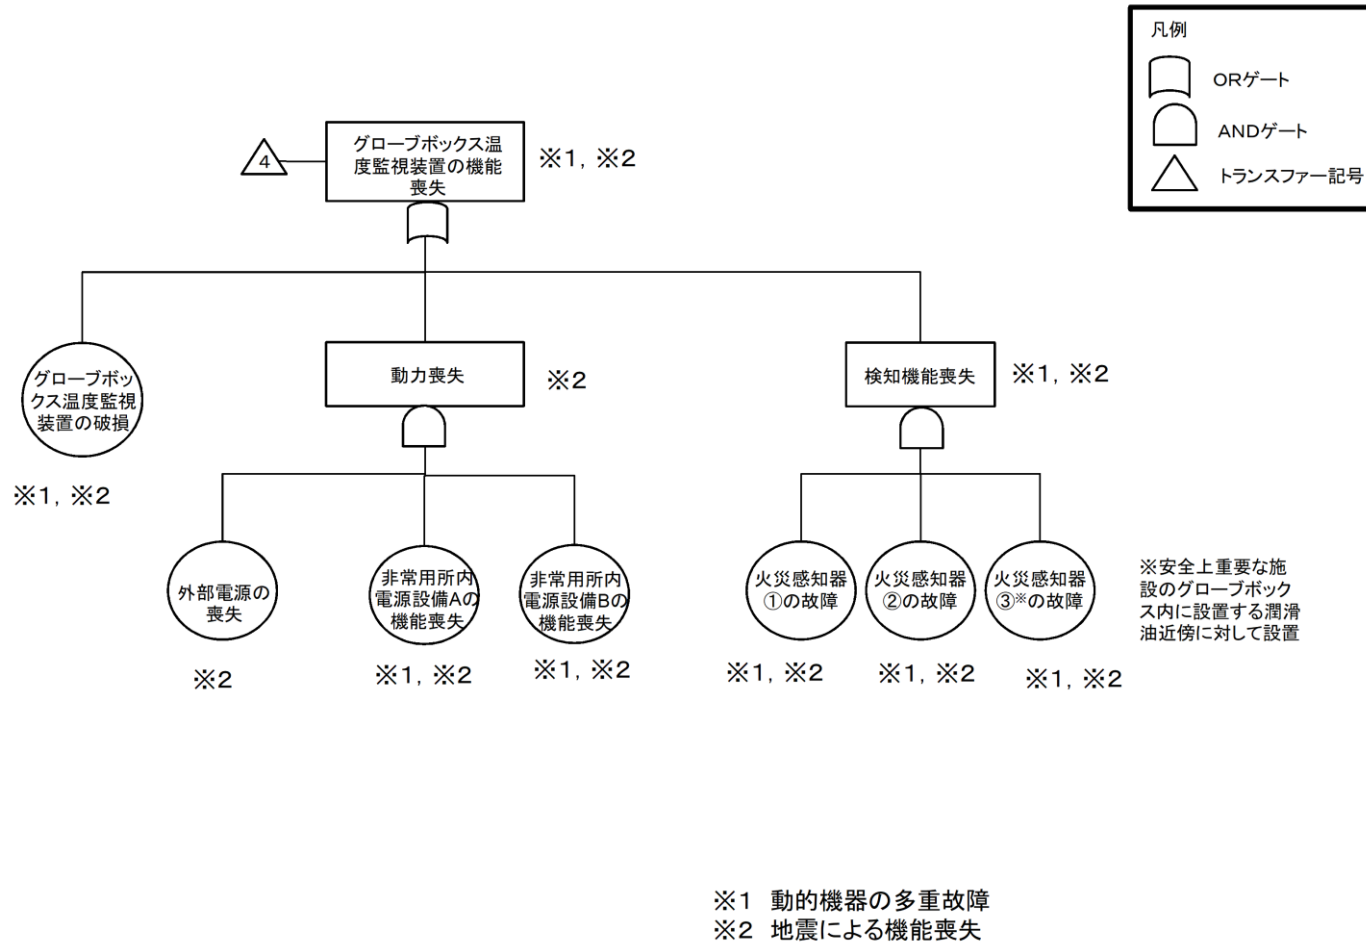 凡例
ORゲート
ANDゲート
トランスファー記号
4
グローブボックス温
度監視装置の機能
喪失
※1, ※2
グローブボッ
クス温度監視
装置の破損
※1, ※2
動力喪失
※2
検知機能喪失
※1, ※2
外部電源の
喪失
※2
非常用所内
電源設備Aの
機能喪失
※1, ※2
非常用所内
電源設備Bの
機能喪失
※1, ※2
火災感知器
①の故障
※1, ※2
火災感知器
②の故障
※1, ※2
火災感知器
③※の故障
※1, ※2
※安全上重要な施
設のグローブボック
ス内に設置する潤滑
油近傍に対して設置
※1 動的機器の多重故障
※2 地震による機能喪失